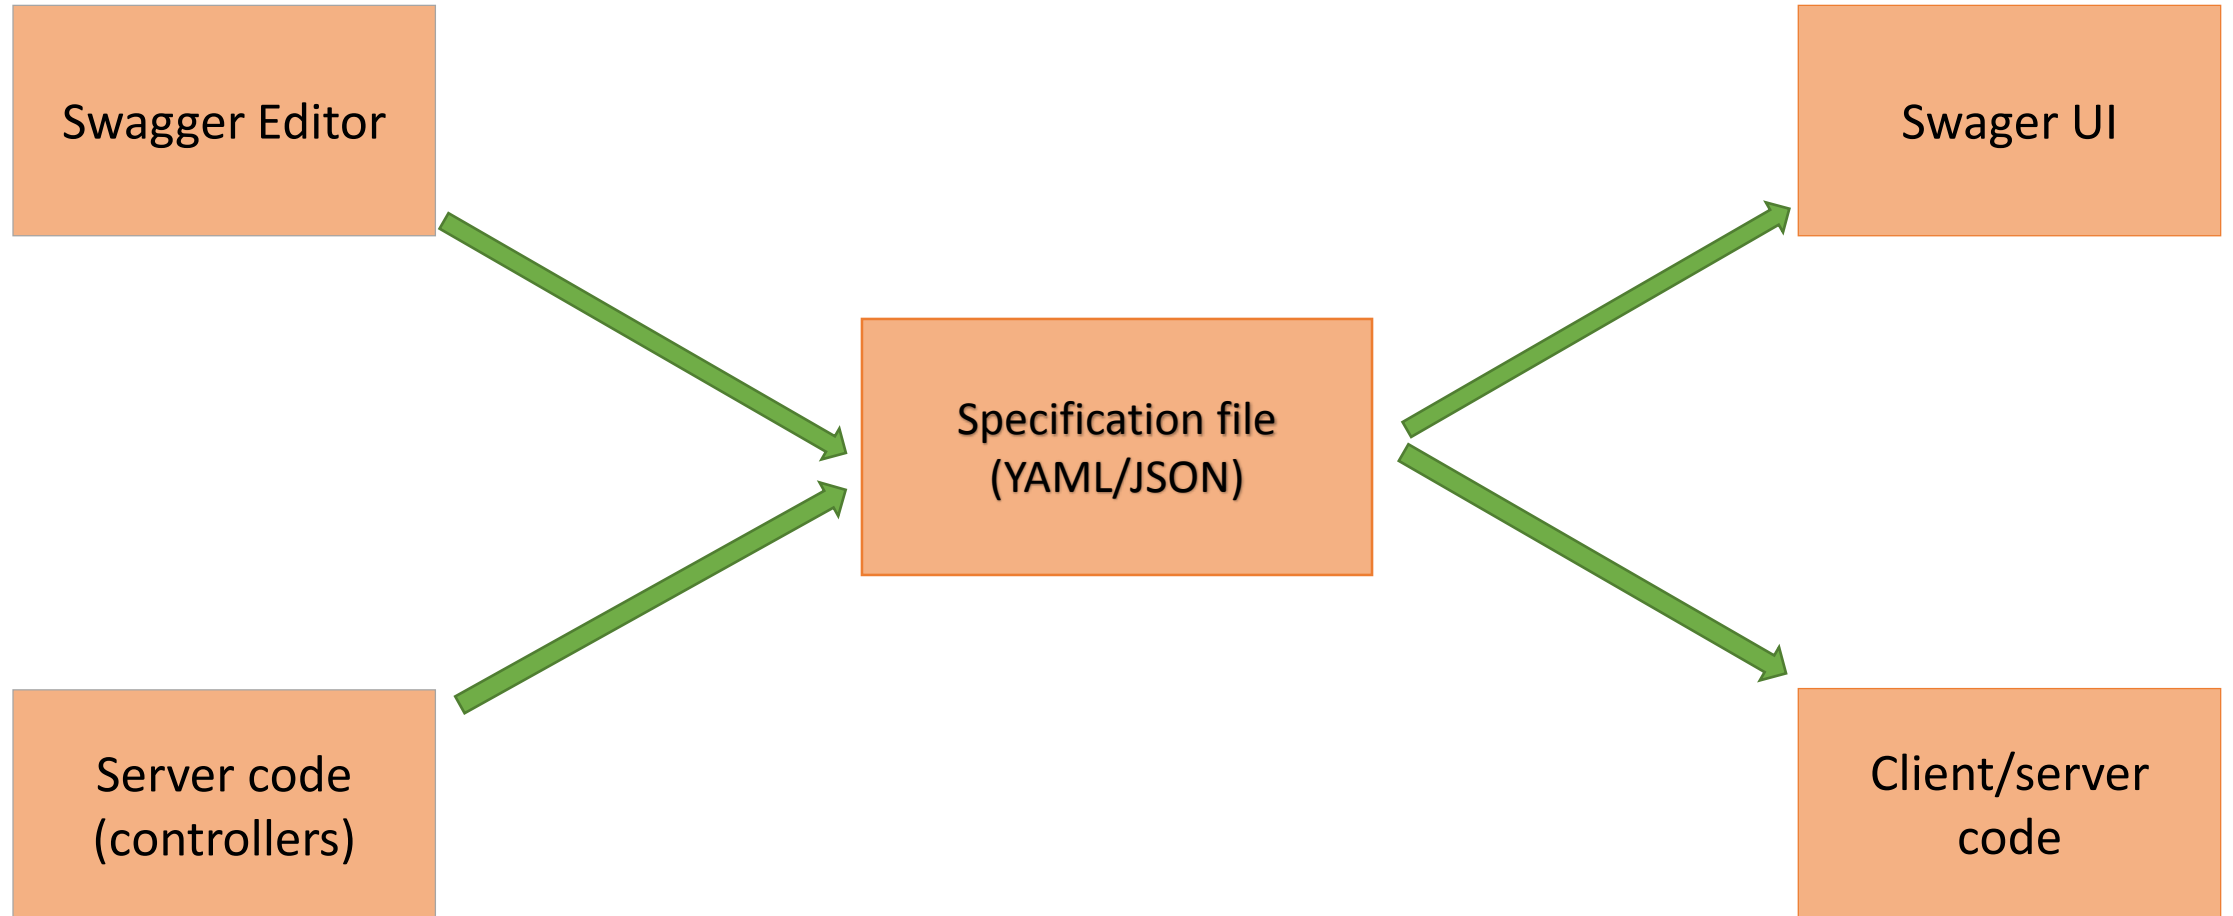 Swagger Editor
Swager UI
Specification file
(YAML/JSON)
Server code
(controllers)
Client/server
code